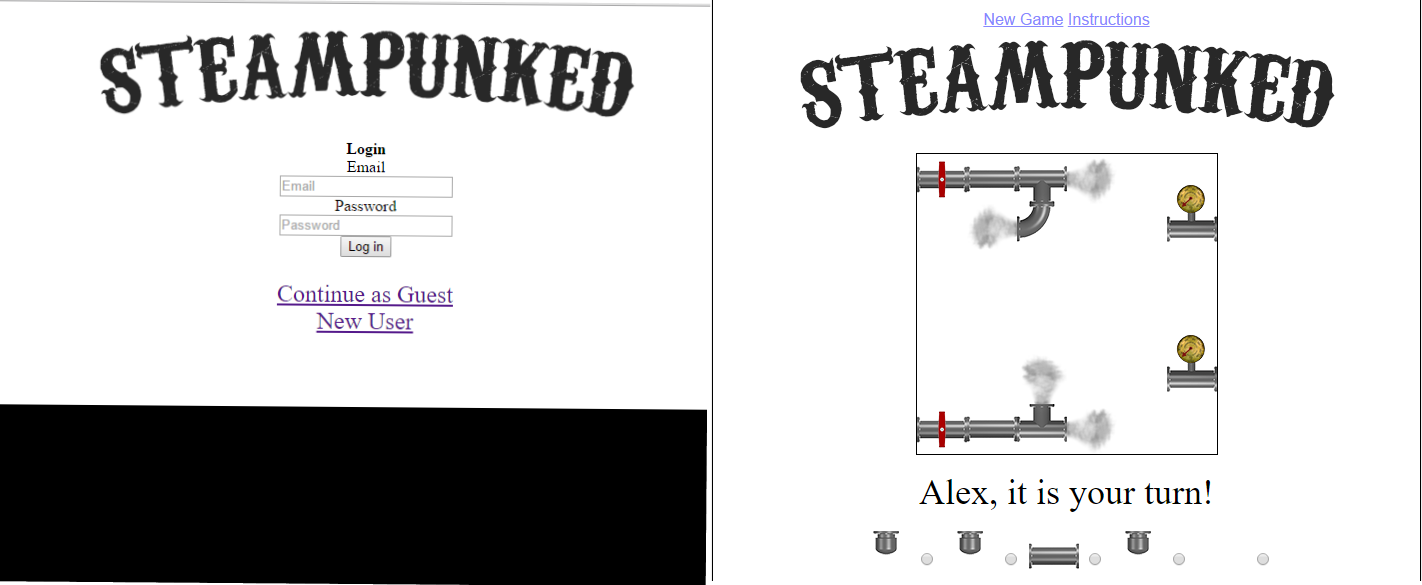 STEAMPUNKED
Login
Email
Email
Password
Password
Log in
Continue as Guest
New User
New Game Instructions
STEAMPUNKED
Alex, it is your turn!